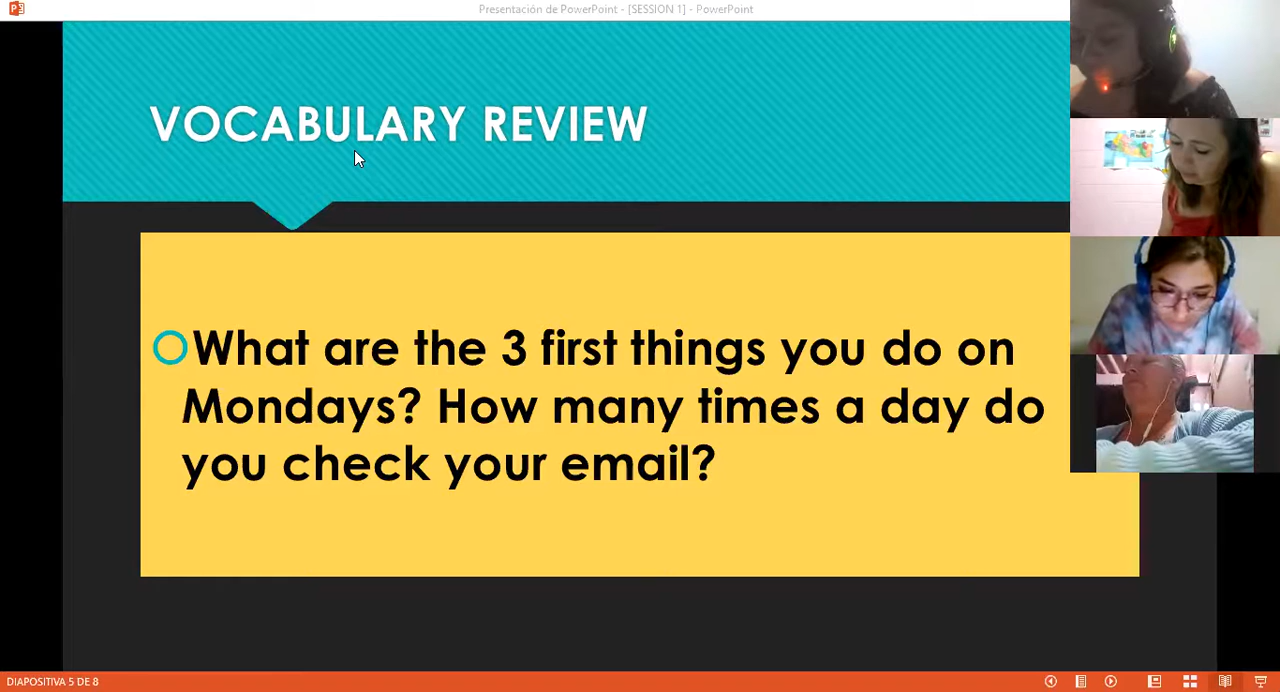 Presentación de PowerPoint - [SESSION 1] - PowerPoint
VOCABULARY REVIEW
What are the 3 first things you do on
Mondays? How many times a day do
you check your email?
DIAPOSITIVA 5 DE 8